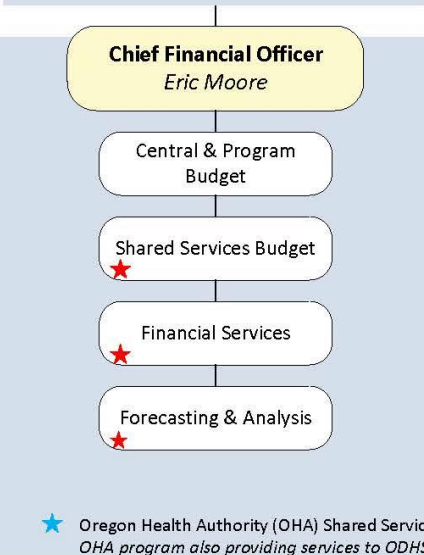 Chief Financial Officer
Eric Moore
Central & Program
Budget
Shared Services Budget
Financial Services
Forecasting & Analysis
Oregon Health Authority (OHA) Shared
OHA program also providing services to ODHS